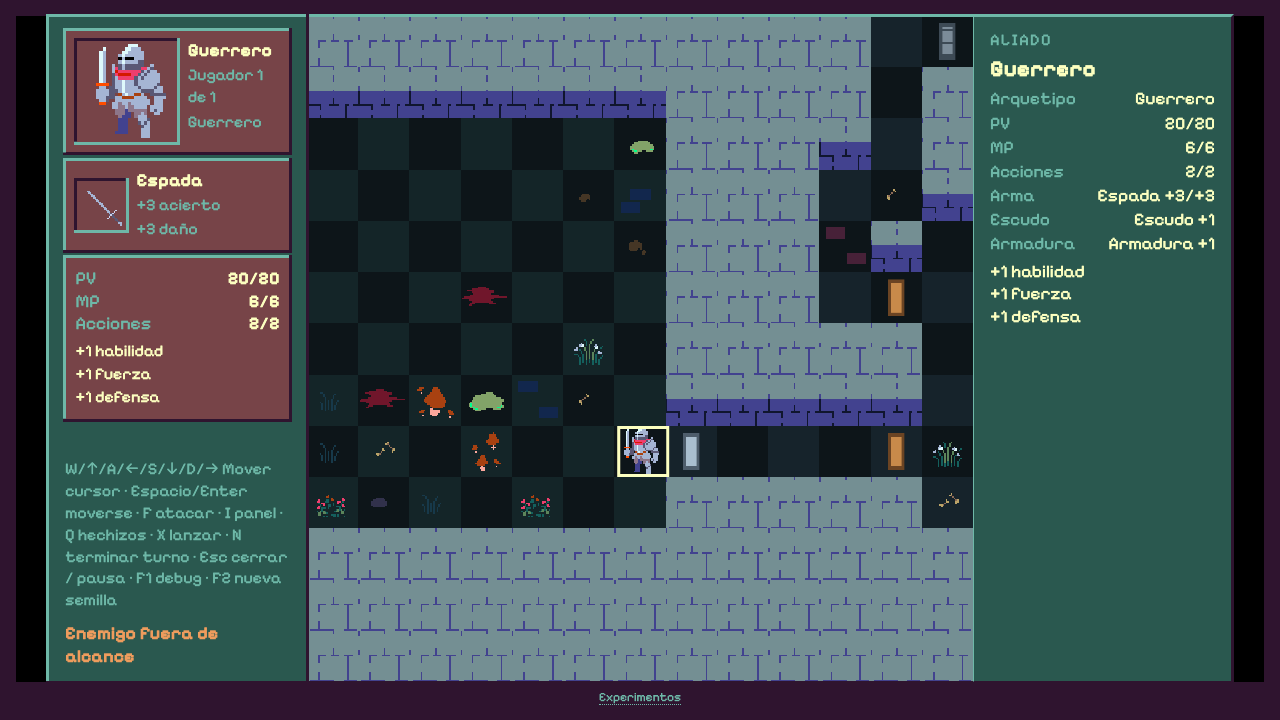 Guerrero
Jugador 1
de 1
Guerrero
Espada
+3 acierto
+3 daño
PV 20/20
MP 6/6
Acciones 2/2
+1 habilidad
+1 fuerza
+1 defensa
W/↑/A/←/S/↓/D/→ Mover
cursor · Espacio/Enter
moverse · F atacar · I panel ·
Q hechizos · X lanzar · N
terminar turno · Esc cerrar
/ pausa · F1 debug · F2 nueva
semilla
Enemigo fuera de
alcance
ALIADO
Guerrero
Arquetipo Guerrero
PV 20/20
MP 6/6
Acciones 2/2
Arma Espada +3/+3
Escudo Escudo +1
Armadura Armadura +1
+1 habilidad
+1 fuerza
+1 defensa
Experimentos